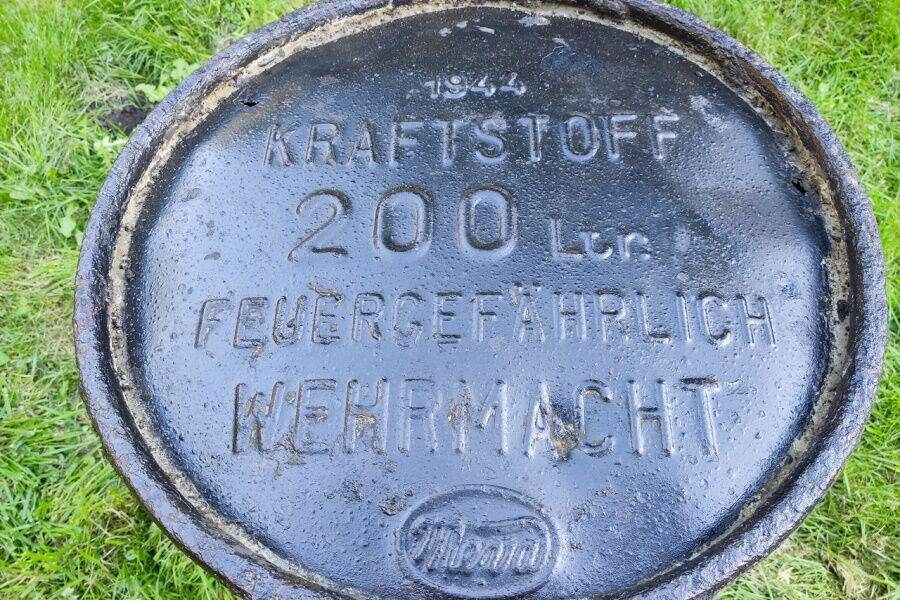 1944
KRAFTSTOFF
200 Ltr.
FEUERGEFÄHRLICH
WEHRMACHT